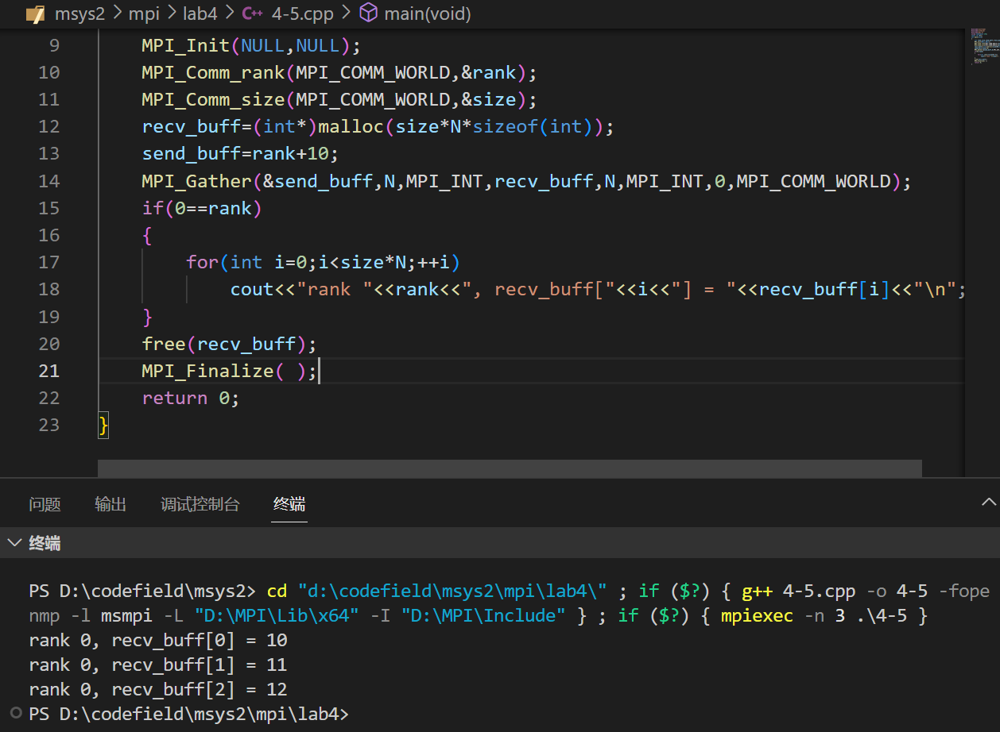 msys2 > mpi > lab4 > C++ 4-5.cpp > main(void)
9 MPI_Init(NULL,NULL);
10 MPI_Comm_rank(MPI_COMM_WORLD,&rank);
11 MPI_Comm_size(MPI_COMM_WORLD,&size);
12 recv_buff=(int*)malloc(size*N*sizeof(int));
13 send_buff=rank+10;
14 MPI_Gather(&send_buff,N,MPI_INT,recv_buff,N,MPI_INT,0,MPI_COMM_WORLD);
15 if(0==rank)
16 {
17 for(int i=0;i<size*N;++i)
18 cout<<"rank "<<rank<<", recv_buff["<<i<<"] = "<<recv_buff[i]<<"\n";
19 }
20 free(recv_buff);
21 MPI_Finalize( );
22 return 0;
23 }
问题 输出 调试控制台 终端
终端
PS D:\codefield\msys2> cd "d:\codefield\msys2\mpi\lab4\" ; if ($?) { g++ 4-5.cpp -o 4-5 -fope
nmp -l msmpi -L "D:\MPI\Lib\x64" -I "D:\MPI\Include" } ; if ($?) { mpiexec -n 3 .\4-5 }
rank 0, recv_buff[0] = 10
rank 0, recv_buff[1] = 11
rank 0, recv_buff[2] = 12
PS D:\codefield\msys2\mpi\lab4>